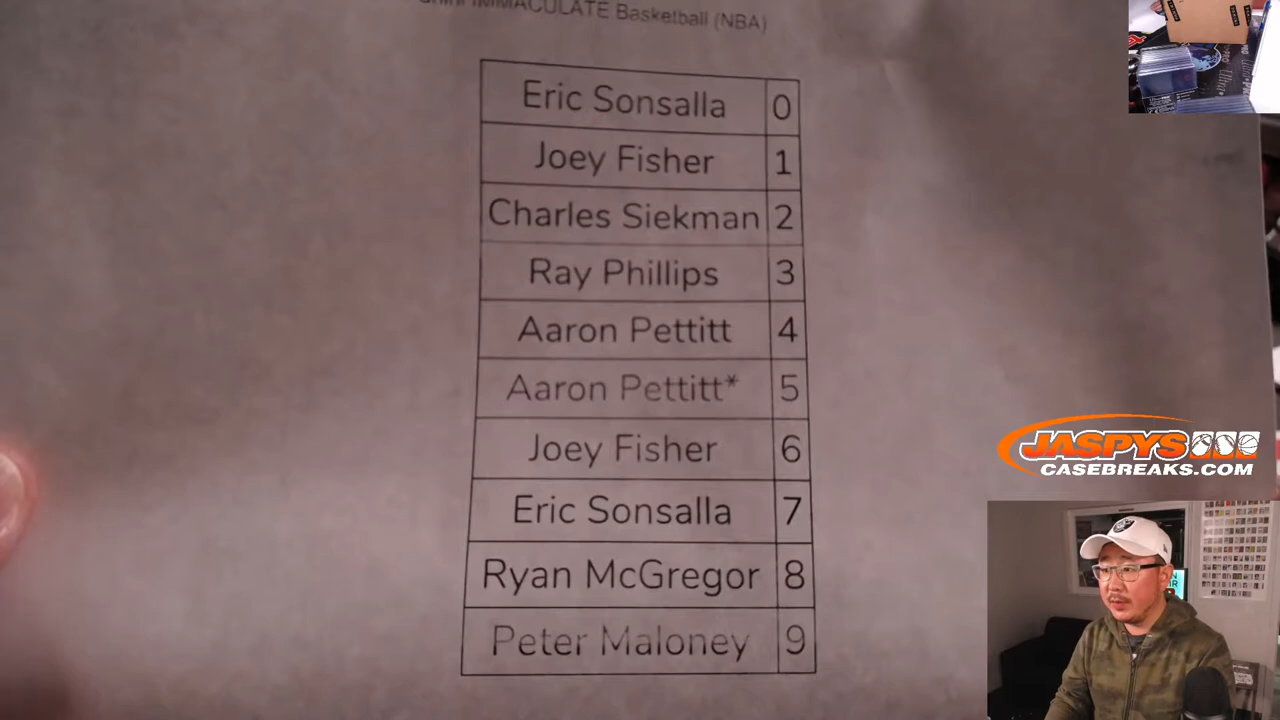 IMMACULATE Basketball (NBA)
Eric Sonsalla 0
Joey Fisher 1
Charles Siekman 2
Ray Phillips 3
Aaron Pettitt 4
Aaron Pettitt* 5
Joey Fisher 6
Eric Sonsalla 7
Ryan McGregor 8
Peter Maloney 9
JASPYS
CASEBREAKS.COM